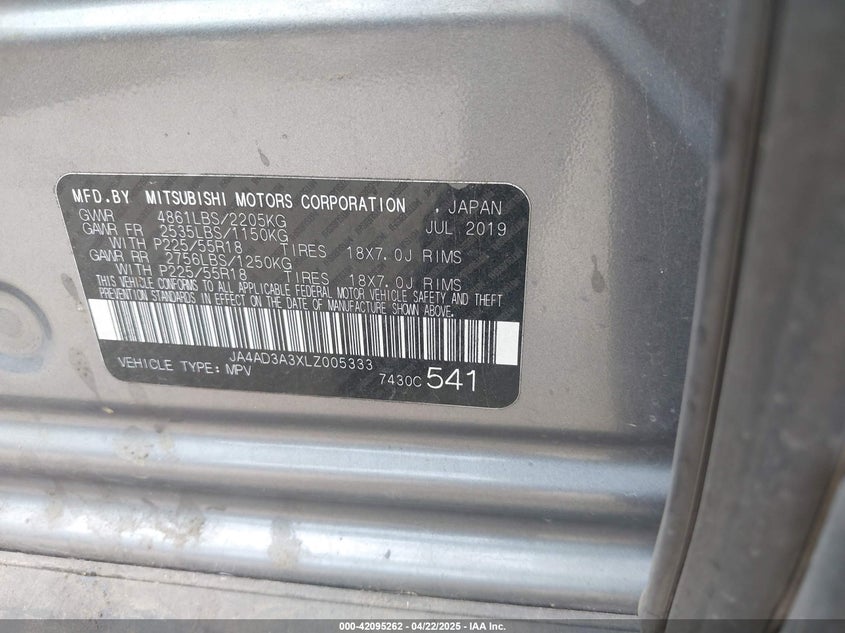 MFD.BY MITSUBISHI MOTORS CORPORATION , JAPAN
GVWR 4861LBS/2205KG JUL 2019
GAWR FR 2535LBS/1150KG
WITH P225/55R18 TIRES 18X7.0J RIMS
GAWR RR 2756LBS/1250KG
WITH P225/55R18 TIRES 18X7.0J RIMS
THIS VEHICLE CONFORMS TO ALL APPLICABLE FEDERAL MOTOR VEHICLE SAFETY AND THEFT
PREVENTION STANDARDS IN EFFECT ON THE DATE OF MANUFACTURE SHOWN ABOVE.
JA4AD3A3XLZ005333
VEHICLE TYPE: MPV 7430C 541
000-42095262 - 04/22/2025 - IAA Inc.